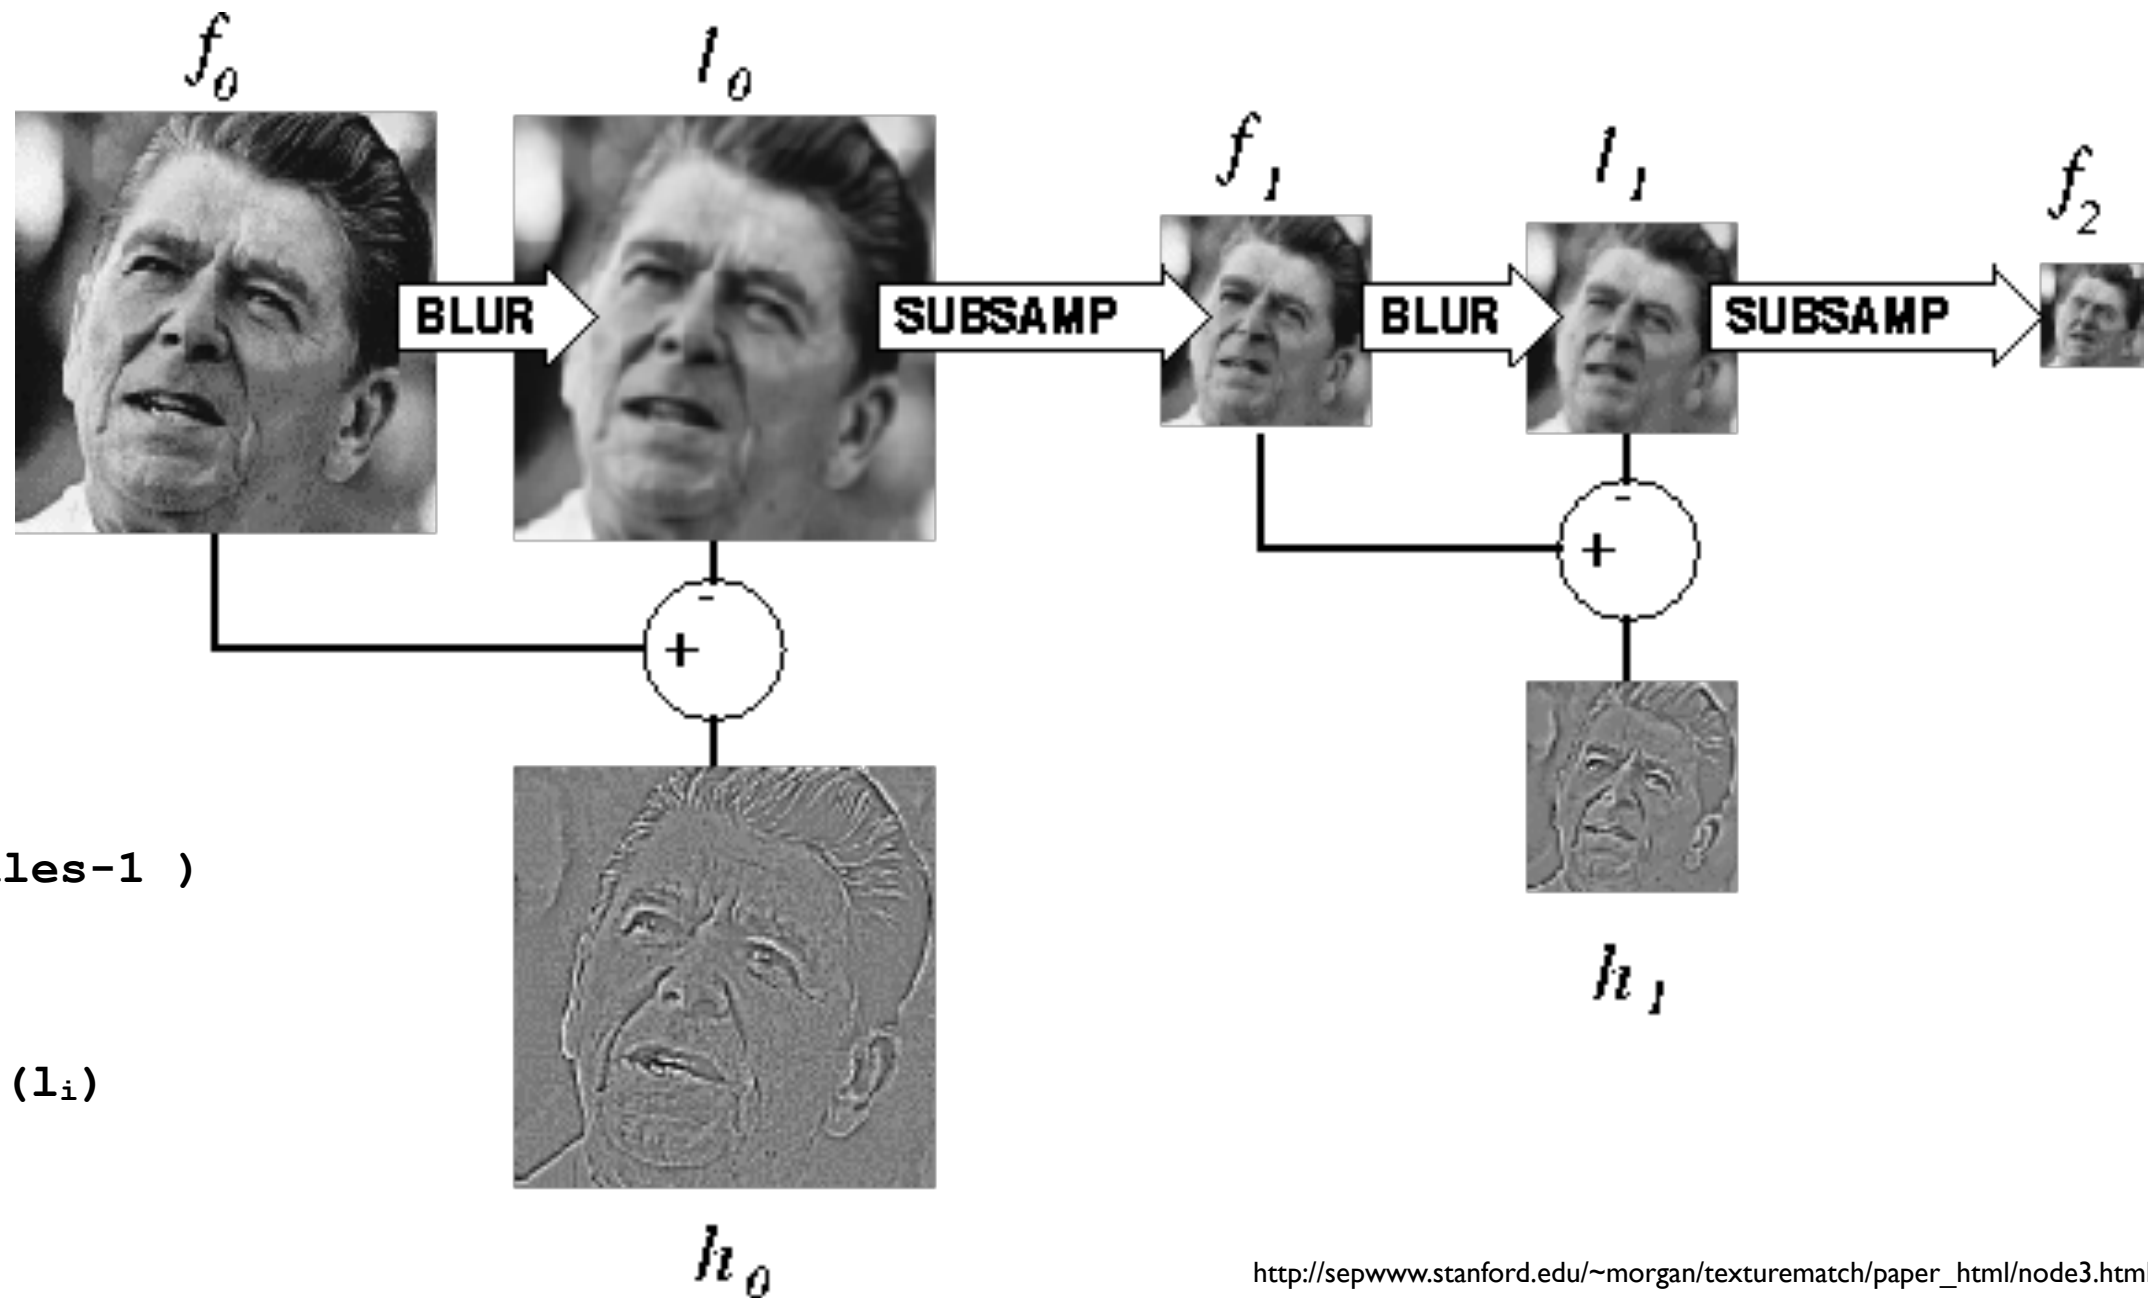 f0
l0
f1
l1
f2
BLUR
SUBSAMP
BLUR
SUBSAMP
-
+
-
+
les-1 )
h1
(li)
h0
http://sepwww.stanford.edu/~morgan/texturematch/paper_html/node3.html